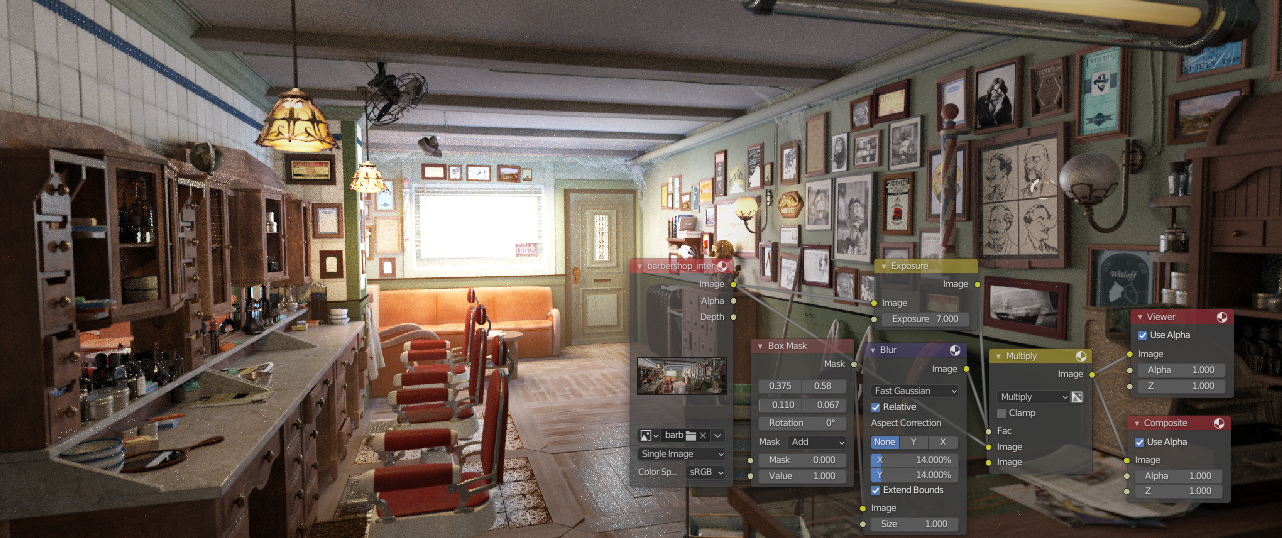 barbershop_inter
Image
Alpha
Depth
barb
Single Image
Color Sp...
sRGB
Box Mask
Mask
0.375
0.58
0.110
0.067
Rotation 0°
Mask
Add
Mask 0.000
Value 1.000
Exposure
Image
Image
Exposure 7.000
Blur
Image
Fast Gaussian
Relative
Aspect Correction
None
Y
X
X 14.000%
Y 14.000%
Extend Bounds
Image
Size 1.000
Multiply
Image
Multiply
Clamp
Fac
Image
Image
Viewer
Use Alpha
Image
Alpha 1.000
Z 1.000
Composite
Use Alpha
Image
Alpha 1.000
Z 1.000